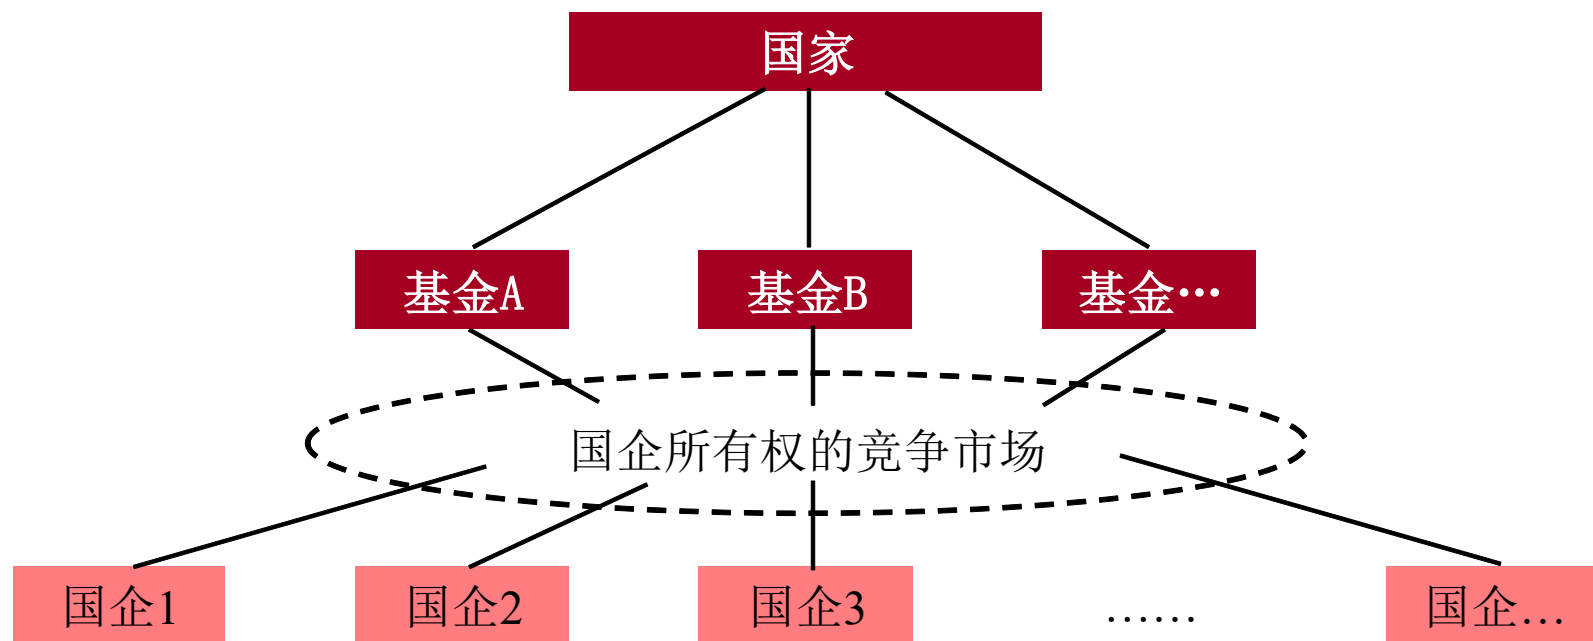 国家
基金A
基金B
基金…
国企所有权的竞争市场
国企1
国企2
国企3
……
国企…